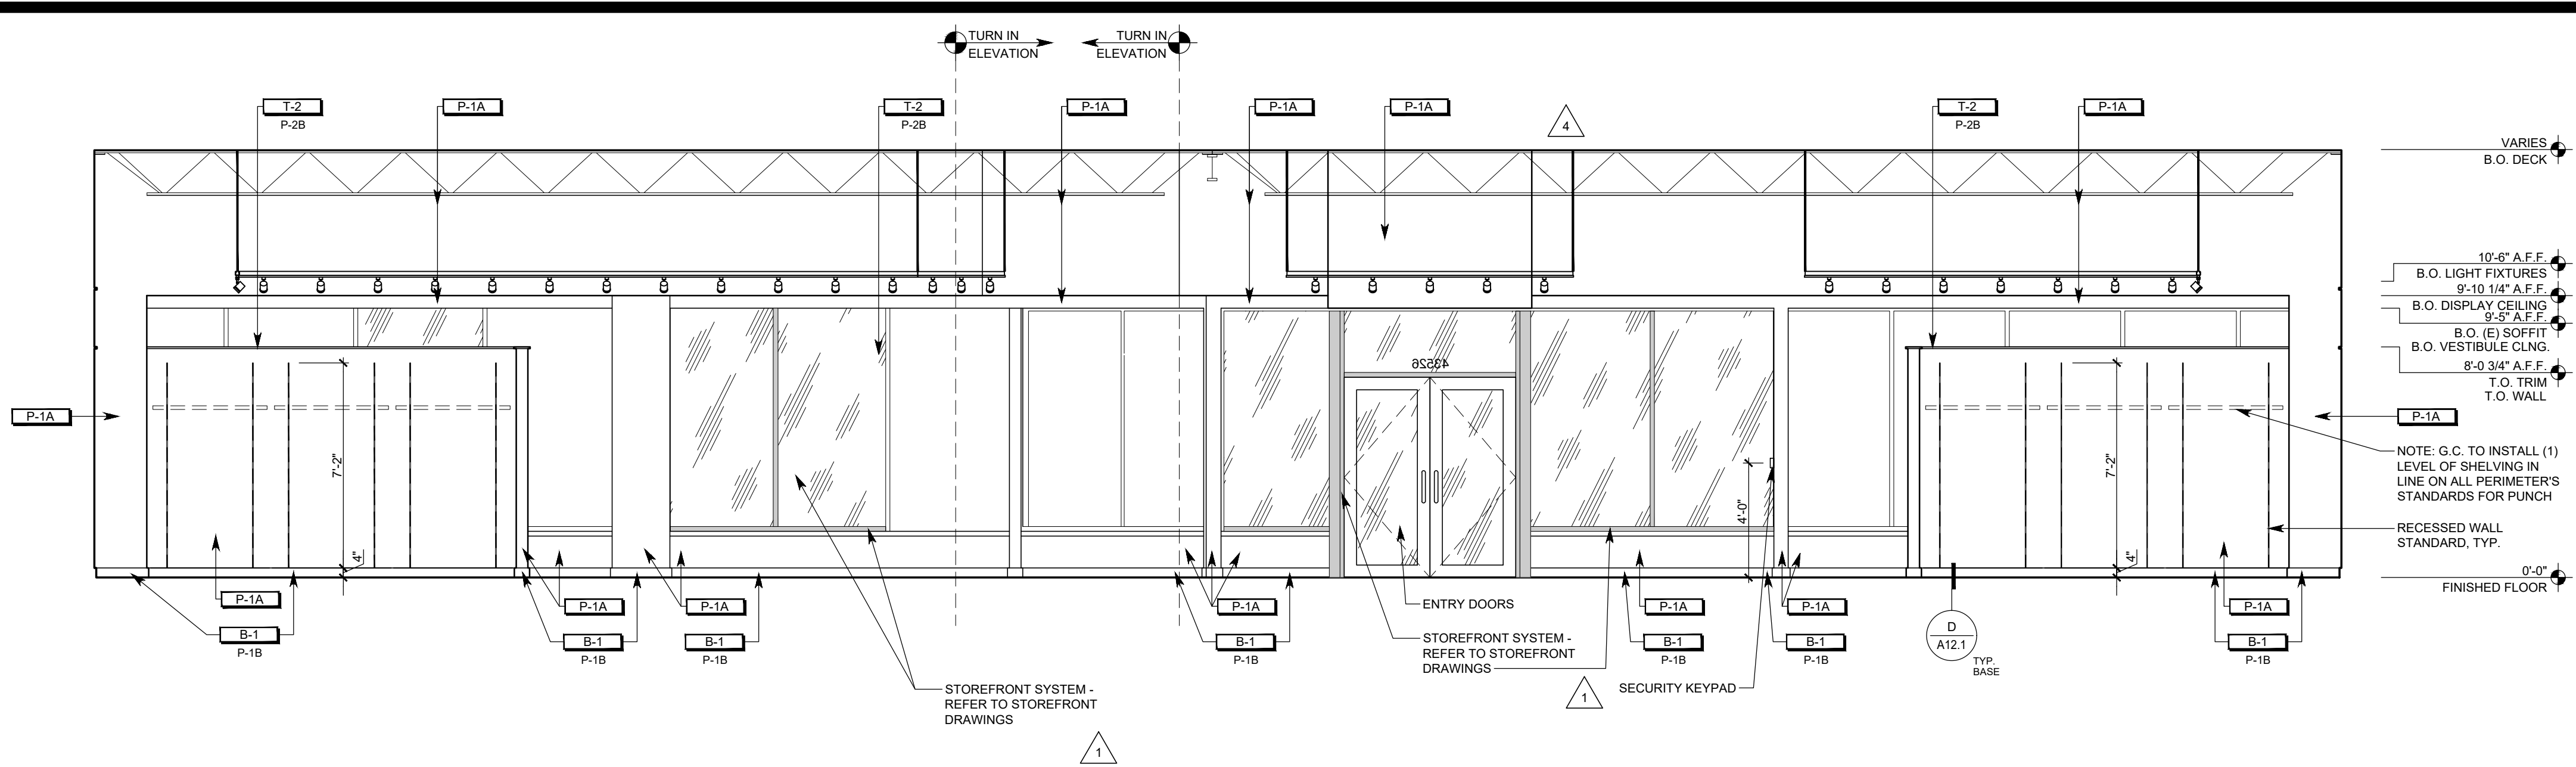 TURN IN
ELEVATION
TURN IN
ELEVATION
T-2
P-2B
P-1A
T-2
P-2B
P-1A
P-1A
P-1A
4
T-2
P-2B
P-1A
VARIES
B.O. DECK
10'-6" A.F.F.
B.O. LIGHT FIXTURES
9'-10 1/4" A.F.F.
B.O. DISPLAY CEILING
9'-5" A.F.F.
B.O. (E) SOFFIT
B.O. VESTIBULE CLNG.
8'-0 3/4" A.F.F.
T.O. TRIM
T.O. WALL
43526
P-1A
P-1A
7'-2"
4"
4'-0"
7'-2"
4"
NOTE: G.C. TO INSTALL (1)
LEVEL OF SHELVING IN
LINE ON ALL PERIMETER'S
STANDARDS FOR PUNCH
RECESSED WALL
STANDARD, TYP.
0'-0"
FINISHED FLOOR
P-1A
B-1
P-1B
P-1A
B-1
P-1B
P-1A
B-1
P-1B
P-1A
B-1
P-1B
ENTRY DOORS
STOREFRONT SYSTEM -
REFER TO STOREFRONT
DRAWINGS
P-1A
B-1
P-1B
P-1A
B-1
P-1B
D
A12.1
TYP.
BASE
P-1A
B-1
P-1B
STOREFRONT SYSTEM -
REFER TO STOREFRONT
DRAWINGS
1
SECURITY KEYPAD
1